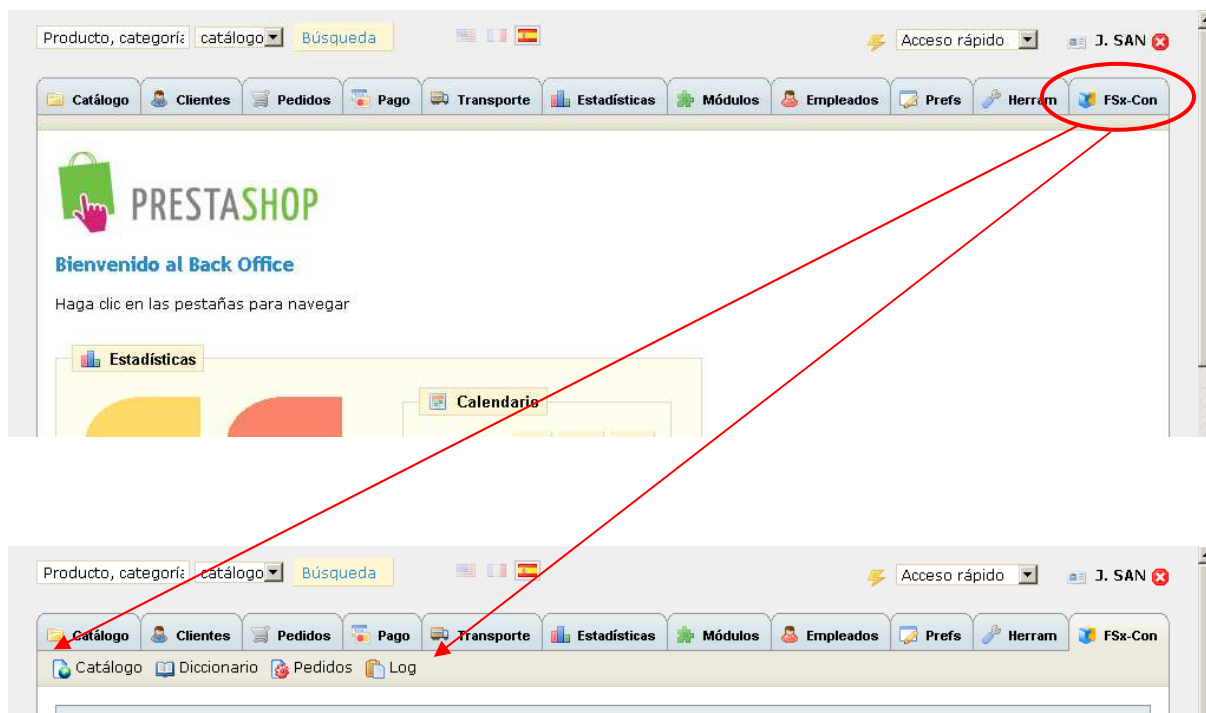 Producto, categoría catálogo Búsqueda Acceso rápido J. SAN
Catálogo Clientes Pedidos Pago Transporte Estadísticas Módulos Empleados Prefs Herram FSx-Con
PRESTASHOP
Bienvenido al Back Office
Haga clic en las pestañas para navegar
Estadísticas
Calendario
Producto, categoría catálogo Búsqueda Acceso rápido J. SAN
Catálogo Clientes Pedidos Pago Transporte Estadísticas Módulos Empleados Prefs Herram FSx-Con
Catálogo Diccionario Pedidos Log